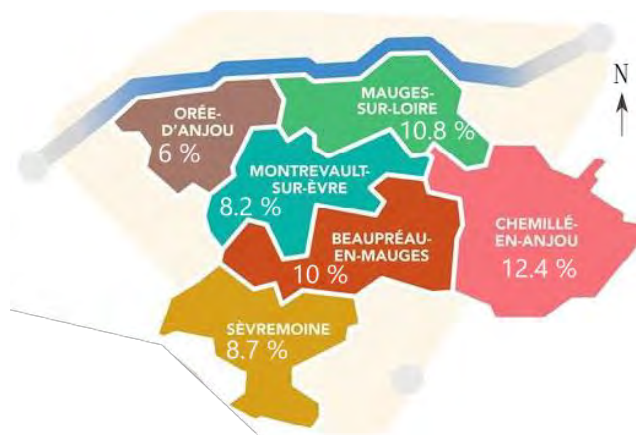 N
MAUGES-
SUR-LOIRE
10.8 %
ORÉE-
D'ANJOU
6 %
MONTREVAULT-
SUR-ÈVRE
8.2 %
BEAUPRÉAU-
EN-MAUGES
10 %
CHEMILLÉ-
EN-ANJOU
12.4 %
SÈVREMOINE
8.7 %